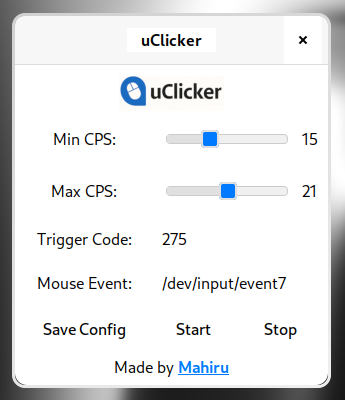 uClicker
×
uClicker
Min CPS: 15
Max CPS: 21
Trigger Code: 275
Mouse Event: /dev/input/event7
Save Config Start Stop
Made by Mahiru